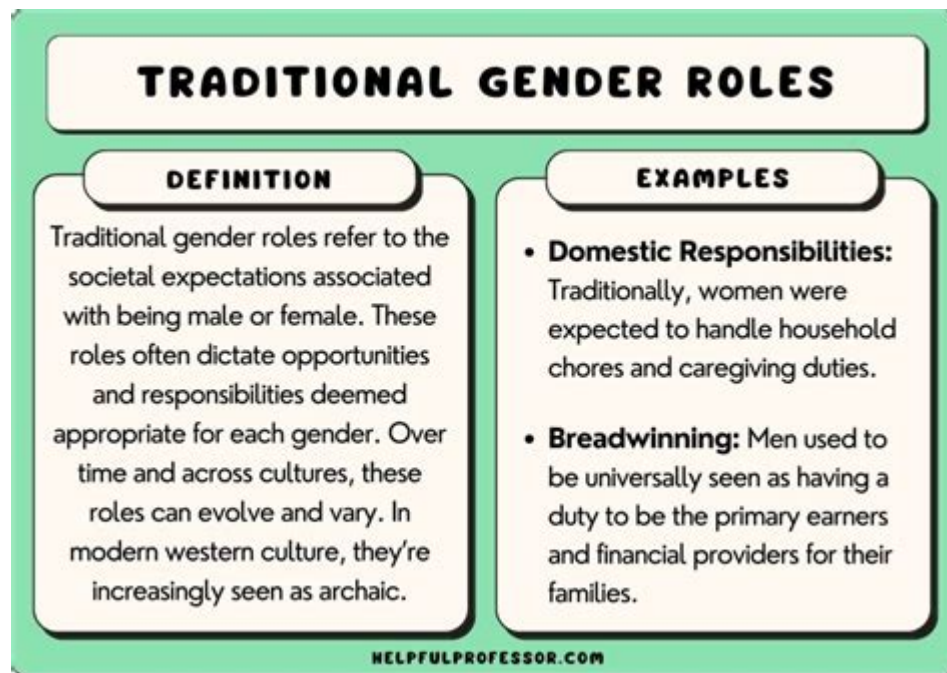 TRADITIONAL GENDER ROLES
DEFINITION
Traditional gender roles refer to the
societal expectations associated
with being male or female. These
roles often dictate opportunities
and responsibilities deemed
appropriate for each gender. Over
time and across cultures, these
roles can evolve and vary. In
modern western culture, they're
increasingly seen as archaic.
EXAMPLES
• Domestic Responsibilities:
Traditionally, women were
expected to handle household
chores and caregiving duties.
• Breadwinning: Men used to
be universally seen as having a
duty to be the primary earners
and financial providers for their
families.
HELPFULPROFESSOR.COM